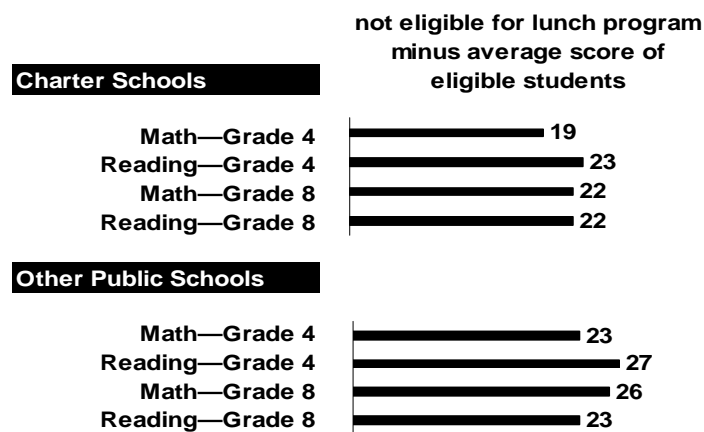 not eligible for lunch program
minus average score of
eligible students
Charter Schools
Math—Grade 4 19
Reading—Grade 4 23
Math—Grade 8 22
Reading—Grade 8 22
Other Public Schools
Math—Grade 4 23
Reading—Grade 4 27
Math—Grade 8 26
Reading—Grade 8 23